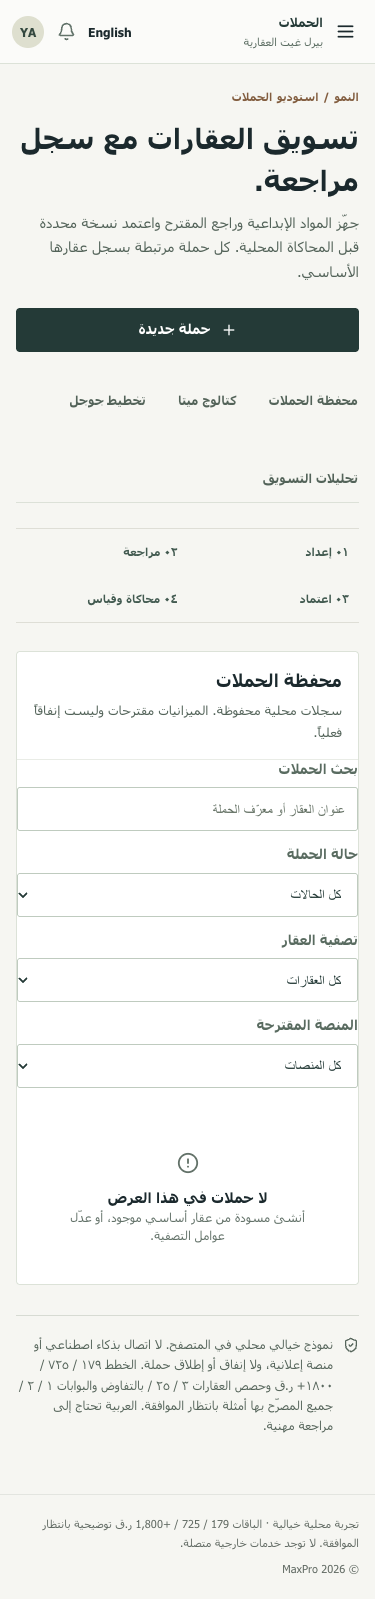 الحملات
بيرل غيت العقارية
English
YA
النمو / استوديو الحملات
تسويق العقارات مع سجل
مراجعة.
جهّز المواد الإبداعية وراجع المقترح واعتمد نسخة محددة
قبل المحاكاة المحلية. كل حملة مرتبطة بسجل عقارها
الأساسي.
حملة جديدة
محفظة الحملات كتالوج ميتا تخطيط جوجل
تحليلات التسويق
٠١ إعداد
٠٢ مراجعة
٠٣ اعتماد
٠٤ محاكاة وقياس
محفظة الحملات
سجلات محلية محفوظة. الميزانيات مقترحات وليست إنفاقاً
فعلياً.
بحث الحملات
عنوان العقار أو معرّف الحملة
حالة الحملة
كل الحالات
تصفية العقار
كل العقارات
المنصة المقترحة
كل المنصات
لا حملات في هذا العرض
أنشئ مسودة من عقار أساسي موجود، أو عدّل
عوامل التصفية.
نموذج خيالي محلي في المتصفح. لا اتصال بذكاء اصطناعي أو
منصة إعلانية، ولا إنفاق أو إطلاق حملة. الخطط ١٧٩ / ٧٢٥ /
١٨٠٠+ ر.ق وحصص العقارات ٣ / ٢٥ / بالتفاوض والبوابات ١ / ٢ /
جميع المصرّح بها أمثلة بانتظار الموافقة. العربية تحتاج إلى
مراجعة مهنية.
تجربة محلية خيالية · الباقات 179 / 725 / +1,800 ر.ق توضيحية بانتظار
الموافقة. لا توجد خدمات خارجية متصلة.
© 2026 MaxPro